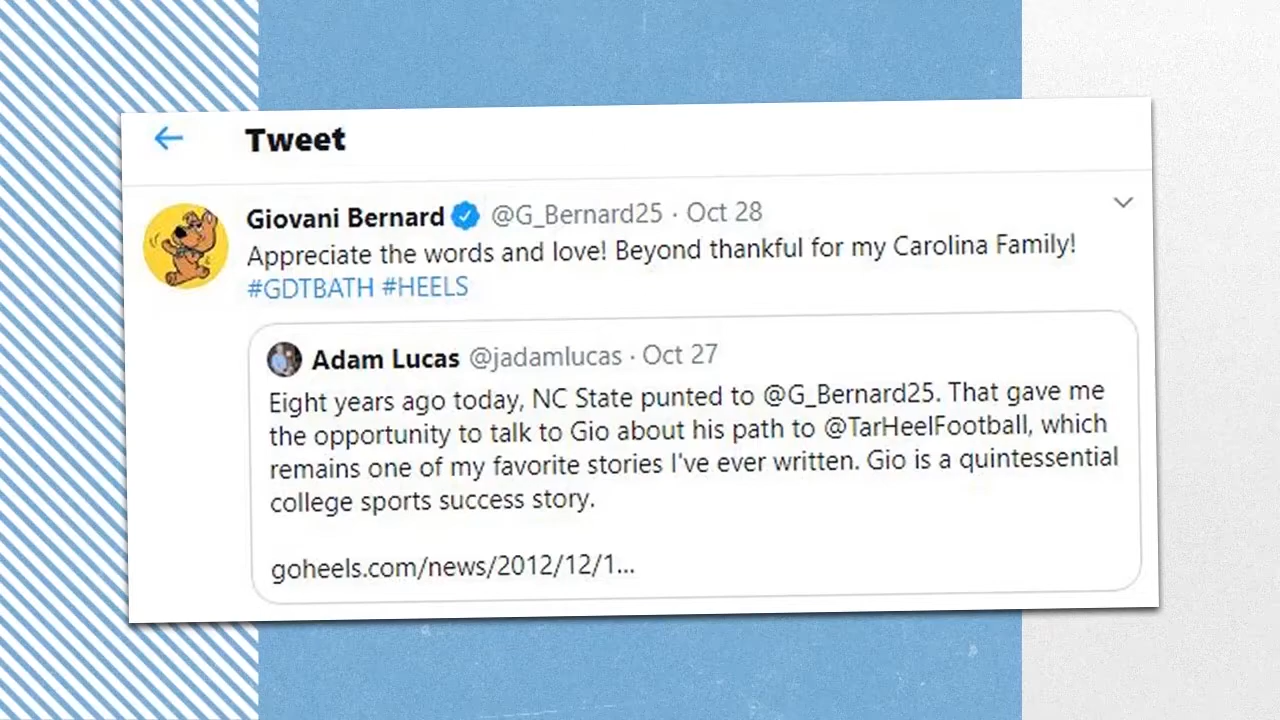 Tweet
Giovani Bernard @G_Bernard25 · Oct 28
Appreciate the words and love! Beyond thankful for my Carolina Family!
#GDTBATH #HEELS
Adam Lucas @jadamlucas · Oct 27
Eight years ago today, NC State punted to @G_Bernard25. That gave me
the opportunity to talk to Gio about his path to @TarHeelFootball, which
remains one of my favorite stories I've ever written. Gio is a quintessential
college sports success story.
goheels.com/news/2012/12/1...